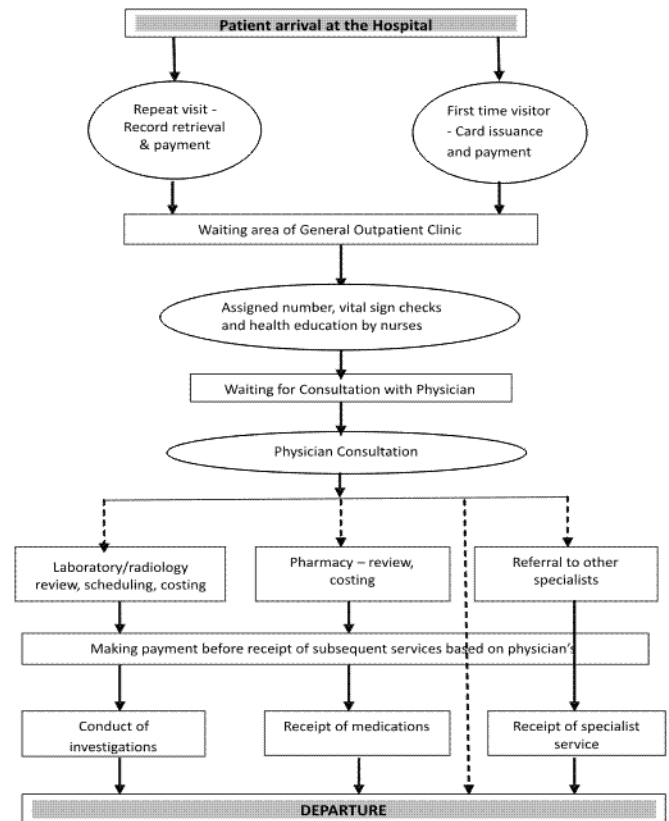 Patient arrival at the Hospital
Repeat visit -
Record retrieval
& payment
First time visitor
- Card issuance
and payment
Waiting area of General Outpatient Clinic
Assigned number, vital sign checks
and health education by nurses
Waiting for Consultation with Physician
Physician Consultation
Laboratory/radiology
review, scheduling, costing
Pharmacy – review,
costing
Referral to other
specialists
Making payment before receipt of subsequent services based on physician's
Conduct of
investigations
Receipt of medications
Receipt of specialist
service
DEPARTURE